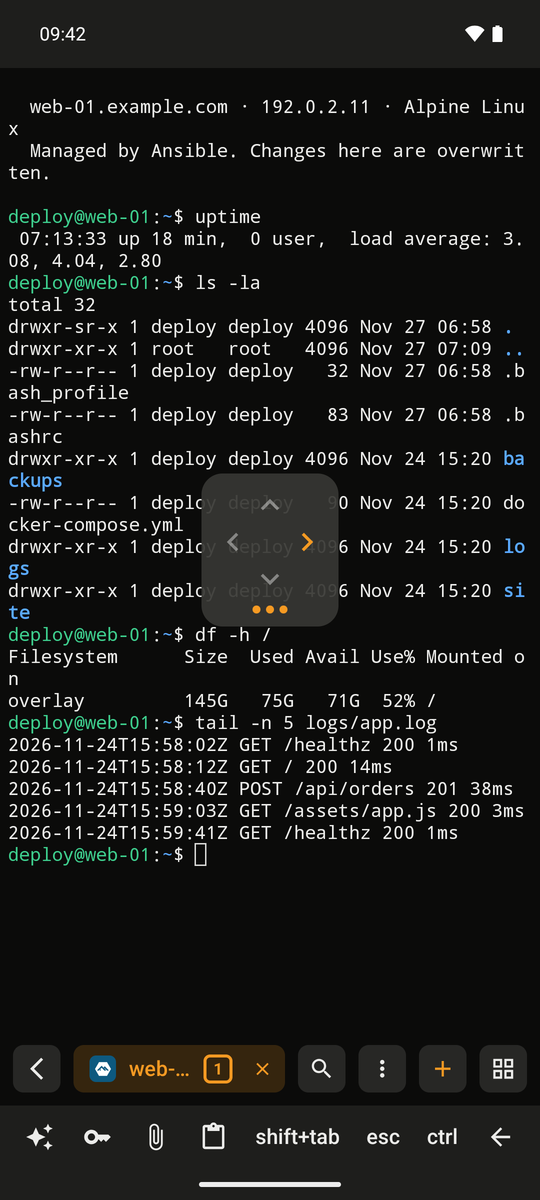 09:42
web-01.example.com · 192.0.2.11 · Alpine Linu
x
Managed by Ansible. Changes here are overwrit
ten.
deploy@web-01:~$ uptime
07:13:33 up 18 min,  0 user,  load average: 3.
08, 4.04, 2.80
deploy@web-01:~$ ls -la
total 32
drwxr-sr-x 1 deploy deploy 4096 Nov 27 06:58 .
drwxr-xr-x 1 root   root   4096 Nov 27 07:09 ..
-rw-r--r-- 1 deploy deploy   32 Nov 27 06:58 .b
ash_profile
-rw-r--r-- 1 deploy deploy   83 Nov 27 06:58 .b
ashrc
drwxr-xr-x 1 deploy deploy 4096 Nov 24 15:20 ba
ckups
-rw-r--r-- 1 deploy deploy   90 Nov 24 15:20 do
cker-compose.yml
drwxr-xr-x 1 deploy deploy 4096 Nov 24 15:20 lo
gs
drwxr-xr-x 1 deploy deploy 4096 Nov 24 15:20 si
te
deploy@web-01:~$ df -h /
Filesystem      Size  Used Avail Use% Mounted o
n
overlay         145G   75G   71G  52% /
deploy@web-01:~$ tail -n 5 logs/app.log
2026-11-24T15:58:02Z GET /healthz 200 1ms
2026-11-24T15:58:12Z GET / 200 14ms
2026-11-24T15:58:40Z POST /api/orders 201 38ms
2026-11-24T15:59:03Z GET /assets/app.js 200 3ms
2026-11-24T15:59:41Z GET /healthz 200 1ms
deploy@web-01:~$
web-... 1
shift+tab esc ctrl